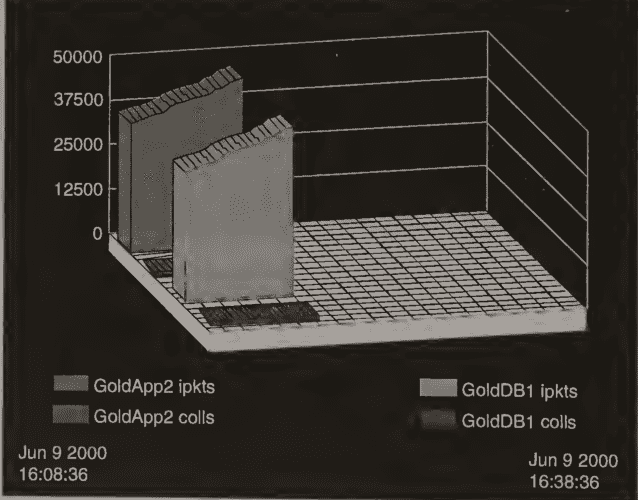 50000
37500
25000
12500
0
GoldApp2 ipkts
GoldDB1 ipkts
GoldApp2 colls
GoldDB1 colls
Jun 9 2000
16:08:36
Jun 9 2000
16:38:36